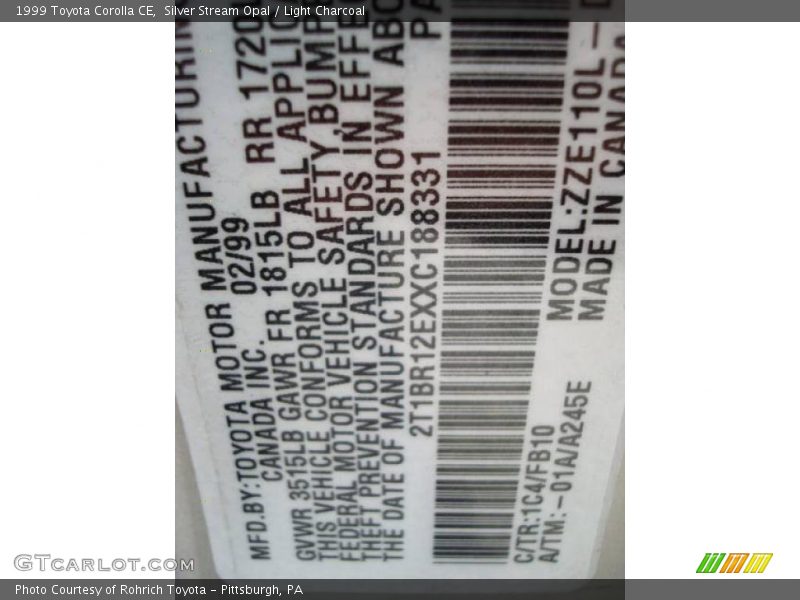 1999 Toyota Corolla CE, Silver Stream Opal / Light Charcoal
MFD.BY:TOYOTA MOTOR MANUFACTURIN
CANADA INC. 02/99
GVWR 3515LB GAWR FR 1815LB RR 1720
THIS VEHICLE CONFORMS TO ALL APPLIC
FEDERAL MOTOR VEHICLE SAFETY,BUMP
THEFT PREVENTION STANDARDS IN EFFE
THE DATE OF MANUFACTURE SHOWN ABO
2T1BR12EXXC188331 PA
C/TR:1C4/FB10 MODEL:ZZE110L-D
A/TM:-01A/A245E MADE IN CANADA
GTcarlot.com
Photo Courtesy of Rohrich Toyota - Pittsburgh, PA